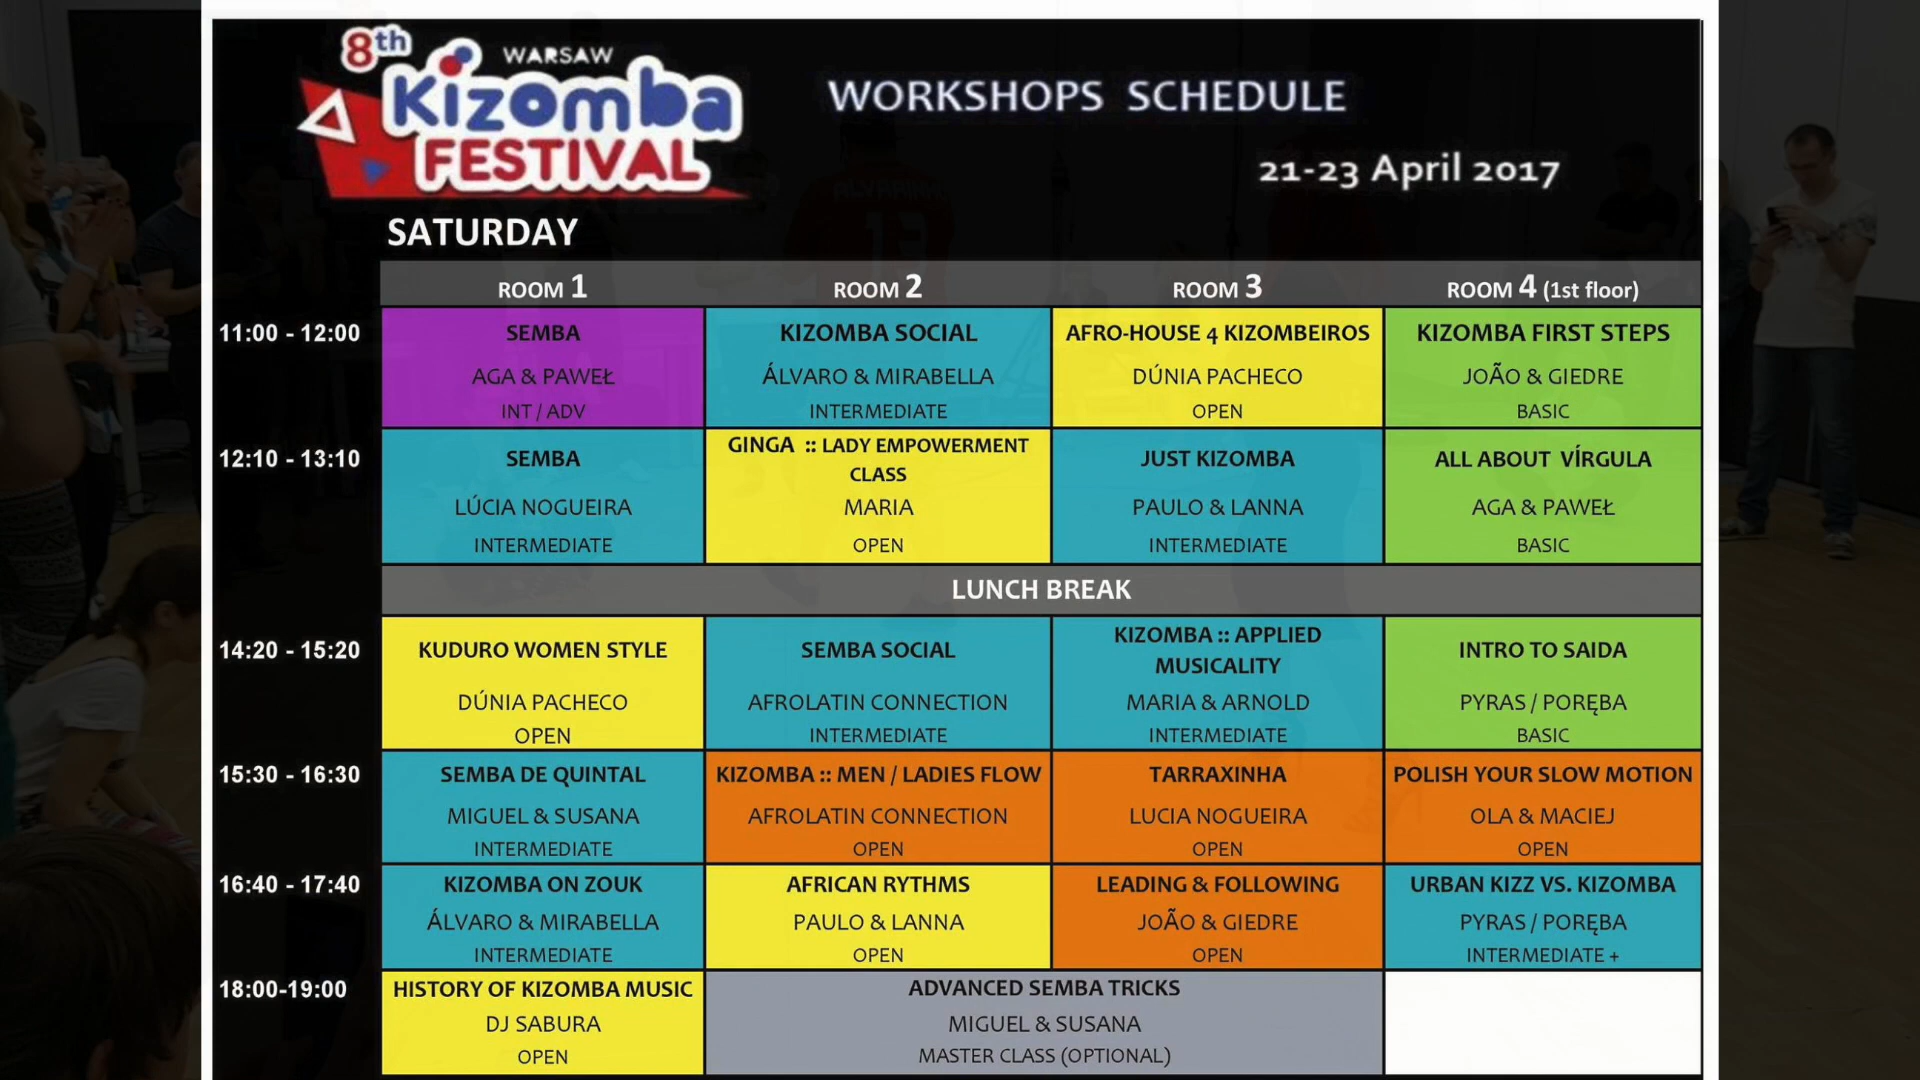 8th
WARSAW
Kizomba
FESTIVAL
WORKSHOPS SCHEDULE
21-23 April 2017
SATURDAY
ROOM 1
ROOM 2
ROOM 3
ROOM 4 (1st floor)
11:00 - 12:00
SEMBA
AGA & PAWEŁ
INT / ADV
KIZOMBA SOCIAL
ÁLVARO & MIRABELLA
INTERMEDIATE
AFRO-HOUSE 4 KIZOMBEIROS
DÚNIA PACHECO
OPEN
KIZOMBA FIRST STEPS
JOÃO & GIEDRE
BASIC
12:10 - 13:10
SEMBA
LÚCIA NOGUEIRA
INTERMEDIATE
GINGA :: LADY EMPOWERMENT
CLASS
MARIA
OPEN
JUST KIZOMBA
PAULO & LANNA
INTERMEDIATE
ALL ABOUT VÍRGULA
AGA & PAWEŁ
BASIC
LUNCH BREAK
14:20 - 15:20
KUDURO WOMEN STYLE
DÚNIA PACHECO
OPEN
SEMBA SOCIAL
AFROLATIN CONNECTION
INTERMEDIATE
KIZOMBA :: APPLIED
MUSICALITY
MARIA & ARNOLD
INTERMEDIATE
INTRO TO SAIDA
PYRAS / PORĘBA
BASIC
15:30 - 16:30
SEMBA DE QUINTAL
MIGUEL & SUSANA
INTERMEDIATE
KIZOMBA :: MEN / LADIES FLOW
AFROLATIN CONNECTION
OPEN
TARRAXINHA
LUCIA NOGUEIRA
OPEN
POLISH YOUR SLOW MOTION
OLA & MACIEJ
OPEN
16:40 - 17:40
KIZOMBA ON ZOUK
ÁLVARO & MIRABELLA
INTERMEDIATE
AFRICAN RYTHMS
PAULO & LANNA
OPEN
LEADING & FOLLOWING
JOÃO & GIEDRE
OPEN
URBAN KIZZ VS. KIZOMBA
PYRAS / PORĘBA
INTERMEDIATE +
18:00-19:00
HISTORY OF KIZOMBA MUSIC
DJ SABURA
OPEN
ADVANCED SEMBA TRICKS
MIGUEL & SUSANA
MASTER CLASS (OPTIONAL)